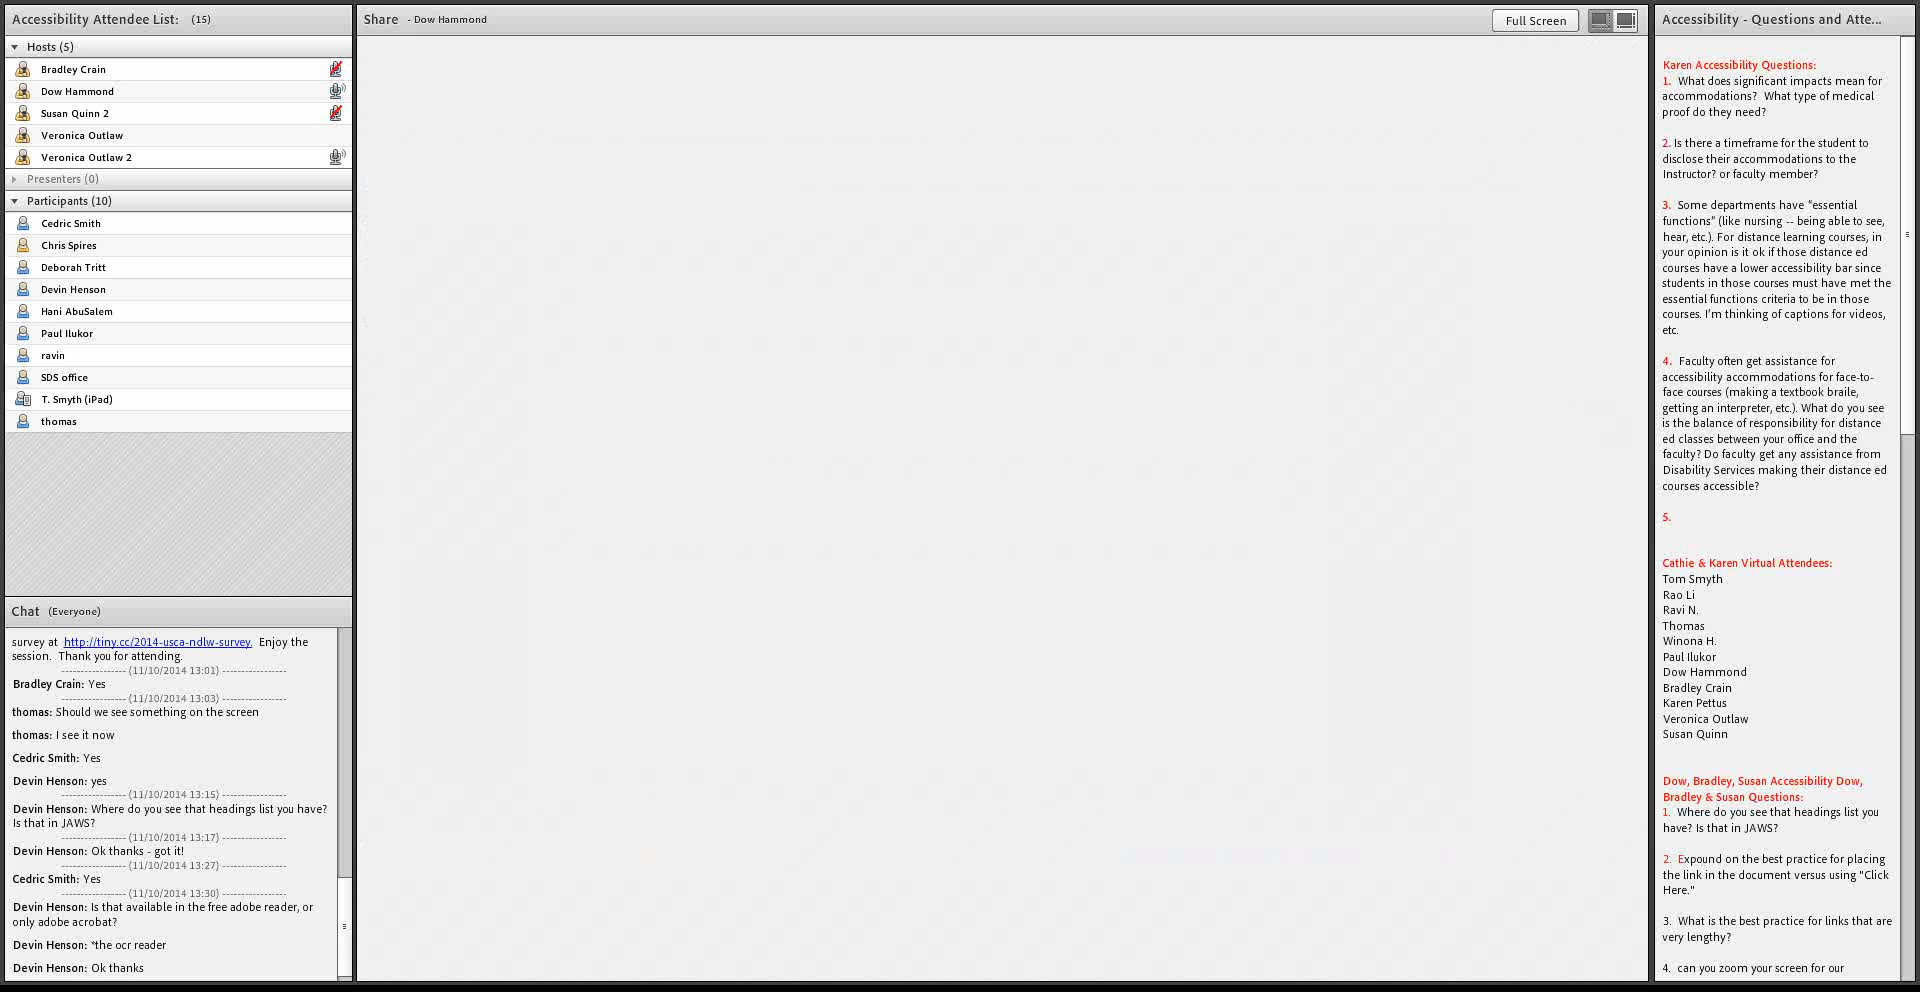 Accessibility Attendee List: (15)
Hosts (5)
Bradley Crain
Dow Hammond
Susan Quinn 2
Veronica Outlaw
Veronica Outlaw 2
Presenters (0)
Participants (10)
Cedric Smith
Chris Spires
Deborah Tritt
Devin Henson
Hani AbuSalem
Paul Ilukor
ravin
SDS office
T. Smyth (iPad)
thomas
Chat (Everyone)
survey at http://tiny.cc/2014-usca-ndlw-survey. Enjoy the
session. Thank you for attending.
----------------- (11/10/2014 13:01) -----------------
Bradley Crain: Yes
----------------- (11/10/2014 13:03) -----------------
thomas: Should we see something on the screen
thomas: I see it now
Cedric Smith: Yes
Devin Henson: yes
----------------- (11/10/2014 13:15) -----------------
Devin Henson: Where do you see that headings list you have?
Is that in JAWS?
----------------- (11/10/2014 13:17) -----------------
Devin Henson: Ok thanks - got it!
----------------- (11/10/2014 13:27) -----------------
Cedric Smith: Yes
----------------- (11/10/2014 13:30) -----------------
Devin Henson: Is that available in the free adobe reader, or
only adobe acrobat?
Devin Henson: *the ocr reader
Devin Henson: Ok thanks
Share - Dow Hammond
Full Screen
Accessibility - Questions and Atte...
Karen Accessibility Questions:
1. What does significant impacts mean for
accommodations? What type of medical
proof do they need?
2. Is there a timeframe for the student to
disclose their accommodations to the
Instructor? or faculty member?
3. Some departments have "essential
functions" (like nursing -- being able to see,
hear, etc.). For distance learning courses, in
your opinion is it ok if those distance ed
courses have a lower accessibility bar since
students in those courses must have met the
essential functions criteria to be in those
courses. I'm thinking of captions for videos,
etc.
4. Faculty often get assistance for
accessibility accommodations for face-to-
face courses (making a textbook braile,
getting an interpreter, etc.). What do you see
is the balance of responsibility for distance
ed classes between your office and the
faculty? Do faculty get any assistance from
Disability Services making their distance ed
courses accessible?
5.
Cathie & Karen Virtual Attendees:
Tom Smyth
Rao Li
Ravi N.
Thomas
Winona H.
Paul Ilukor
Dow Hammond
Bradley Crain
Karen Pettus
Veronica Outlaw
Susan Quinn
Dow, Bradley, Susan Accessibility Dow,
Bradley & Susan Questions:
1. Where do you see that headings list you
have? Is that in JAWS?
2. Expound on the best practice for placing
the link in the document versus using "Click
Here."
3. What is the best practice for links that are
very lengthy?
4. can you zoom your screen for our